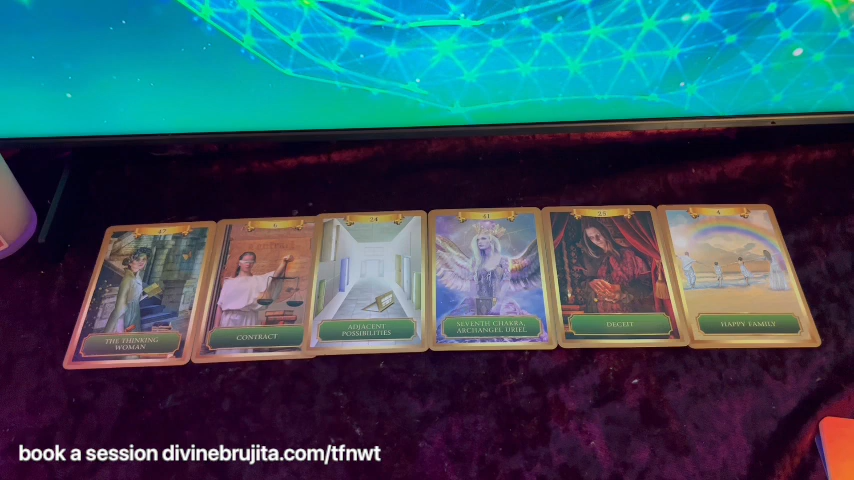 47
THE THINKING
WOMAN
6
CONTRACT
24
ADJACENT
POSSIBILITIES
41
SEVENTH CHAKRA,
ARCHANGEL URIEL
DECEIT
4
HAPPY FAMILY
book a session divinebrujita.com/tfnwt